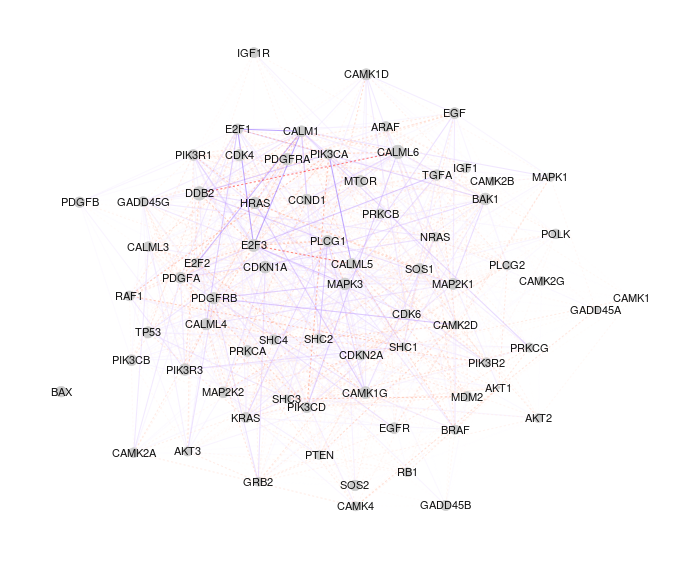 IGF1R
CAMK1D
EGF
E2F1
CALM1
ARAF
PIK3R1
CDK4
PDGFRA
PIK3CA
CALML6
TGFA
IGF1
CAMK2B
MAPK1
MTOR
DDB2
PDGFB
GADD45G
HRAS
CCND1
PRKCB
BAK1
CALML3
E2F3
PLCG1
NRAS
POLK
E2F2
CDKN1A
CALML5
SOS1
PLCG2
PDGFA
MAPK3
MAP2K1
CAMK2G
RAF1
PDGFRB
CAMK1
GADD45A
CDK6
CALML4
CAMK2D
TP53
SHC4
SHC2
PRKCA
CDKN2A
SHC1
PRKCG
PIK3CB
PIK3R3
PIK3R2
BAX
MAP2K2
SHC3
CAMK1G
AKT1
MDM2
PIK3CD
KRAS
AKT2
EGFR
BRAF
CAMK2A
AKT3
PTEN
RB1
GRB2
SOS2
CAMK4
GADD45B